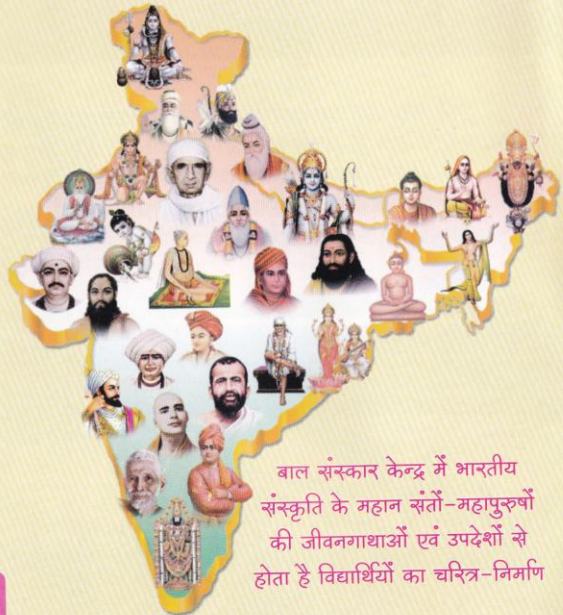 बाल संस्कार केन्द्र में भारतीय
संस्कृति के महान संतों-महापुरुषों
की जीवनगाथाओं एवं उपदेशों से
होता है विद्यार्थियों का चरित्र-निर्माण